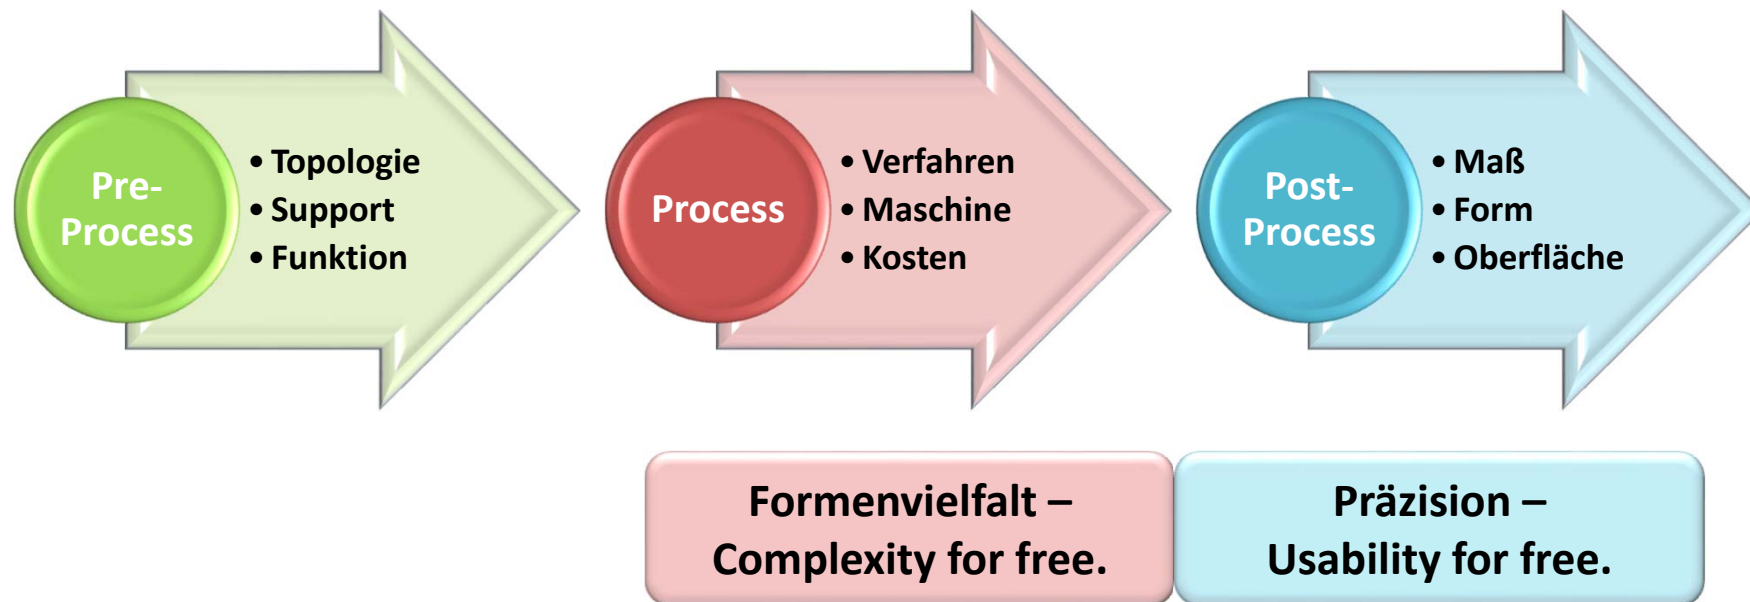 Pre-
Process
• Topologie
• Support
• Funktion
Process
• Verfahren
• Maschine
• Kosten
Post-
Process
• Maß
• Form
• Oberfläche
Formenvielfalt –
Complexity for free.
Präzision –
Usability for free.